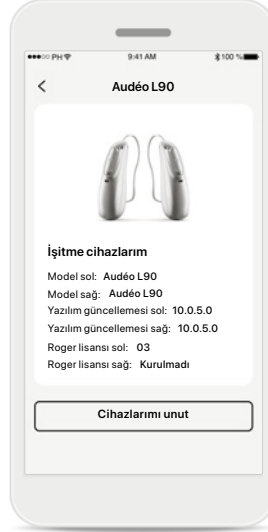 PH 9:41 AM 100 %
Audéo L90
İşitme cihazlarım
Model sol: Audéo L90
Model sağ: Audéo L90
Yazılım güncellemesi sol: 10.0.5.0
Yazılım güncellemesi sağ: 10.0.5.0
Roger lisansı sol: 03
Roger lisansı sağ: Kurulmadı
Cihazlarımı unut